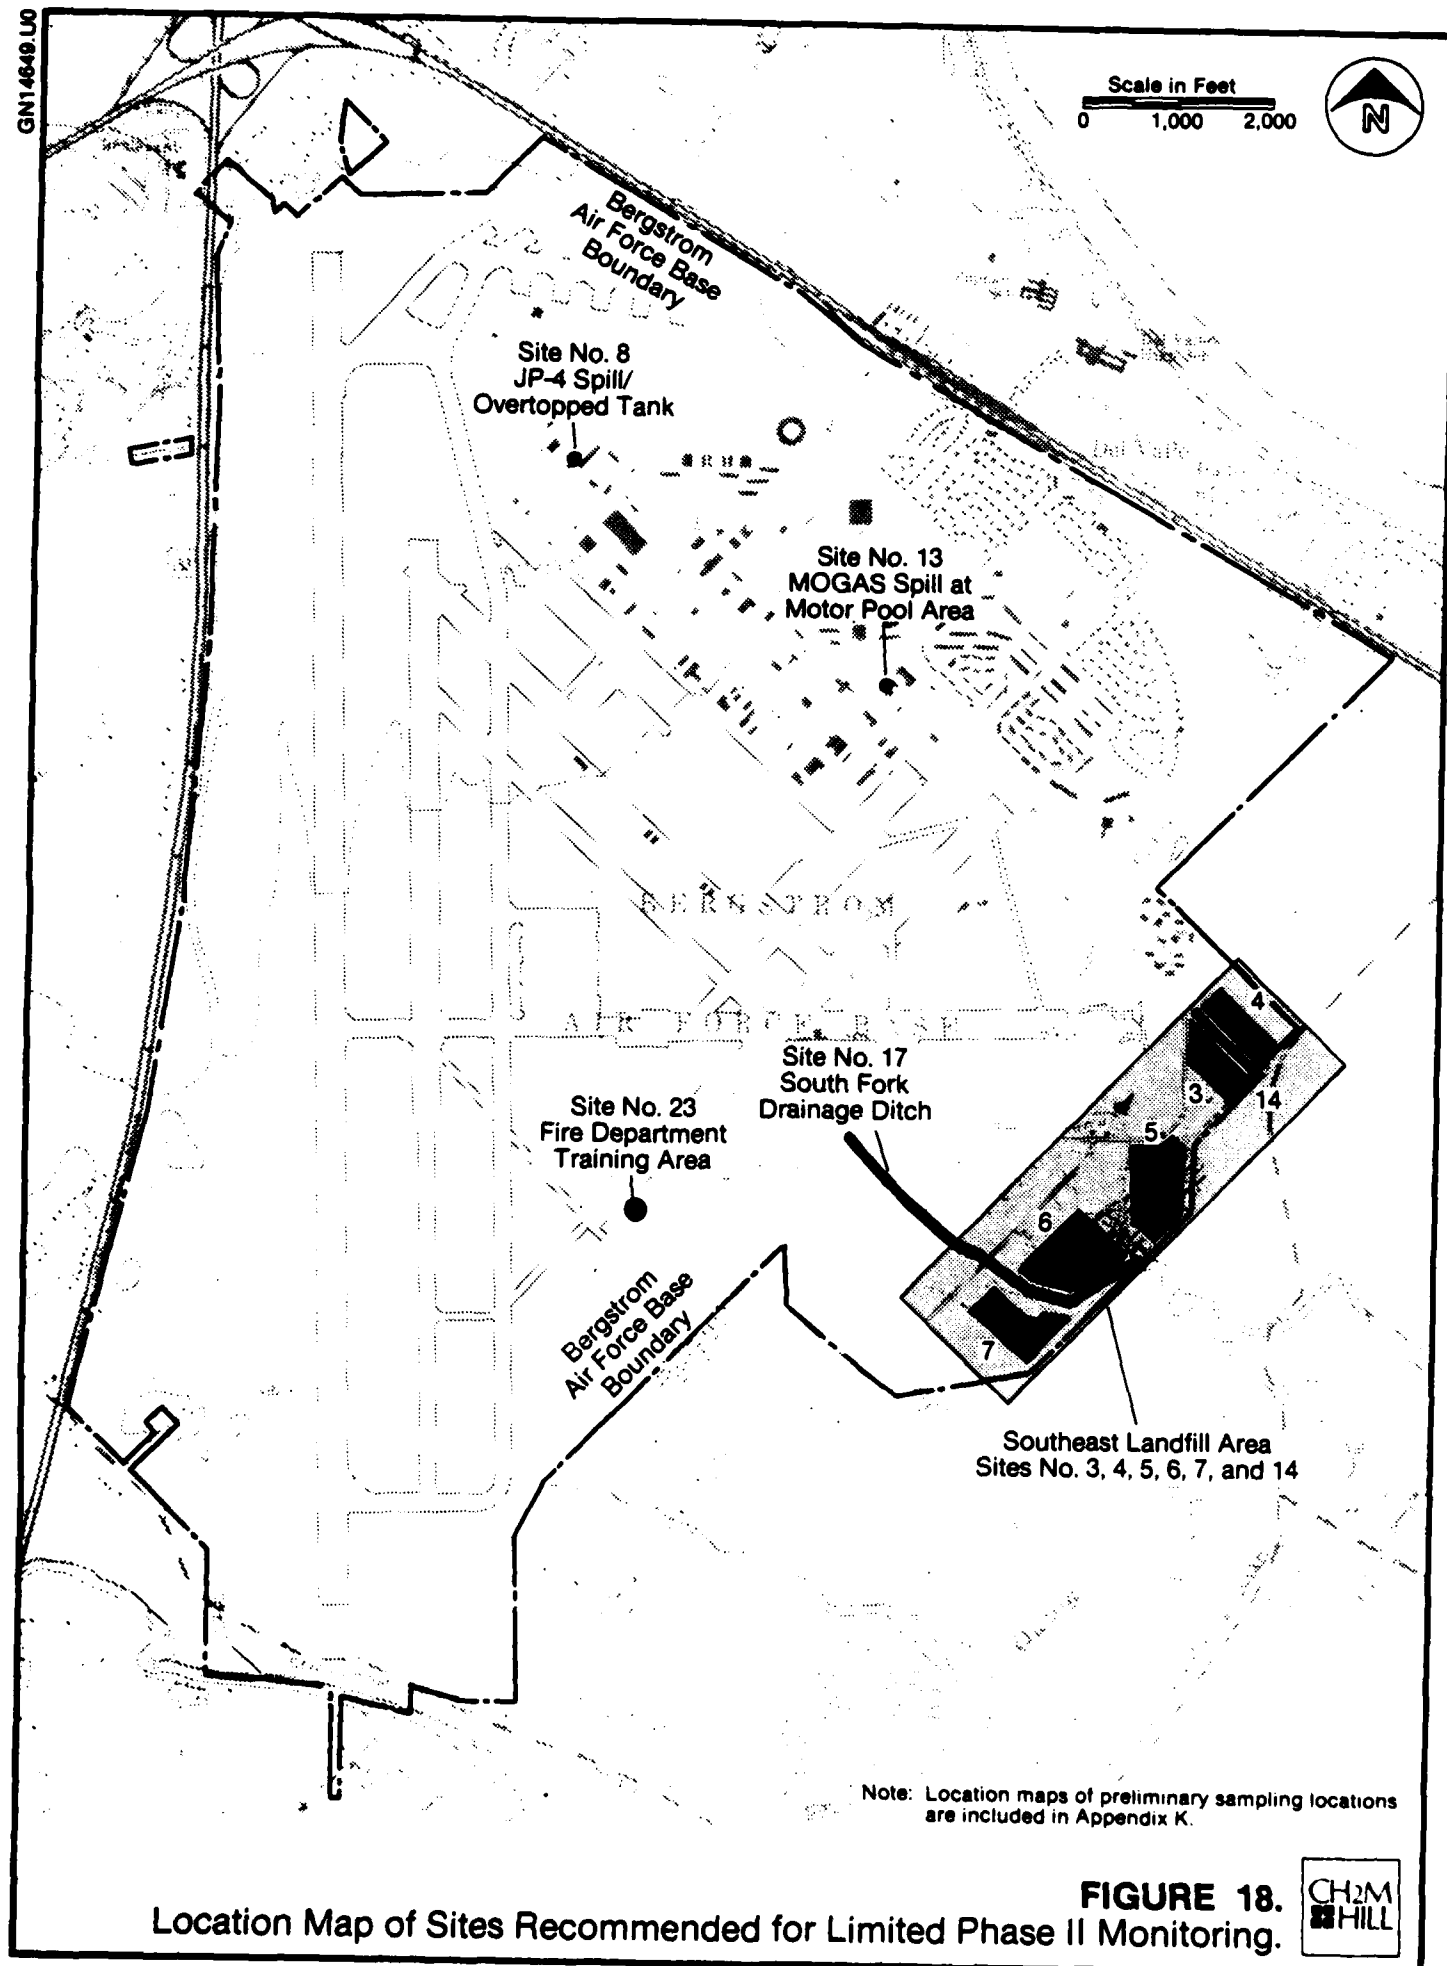 GN14649.U0
Scale in Feet
0 1,000 2,000
N
Bergstrom
Air Force Base
Boundary
Site No. 8
JP-4 Spill/
Overtopped Tank
Del Valle
Site No. 13
MOGAS Spill at
Motor Pool Area
BERGSTROM
AIR FORCE BASE
Site No. 17
South Fork
Drainage Ditch
Site No. 23
Fire Department
Training Area
4
3
14
5
6
7
Bergstrom
Air Force Base
Boundary
Southeast Landfill Area
Sites No. 3, 4, 5, 6, 7, and 14
Note: Location maps of preliminary sampling locations
are included in Appendix K.
FIGURE 18.
Location Map of Sites Recommended for Limited Phase II Monitoring.
CH2M
HILL